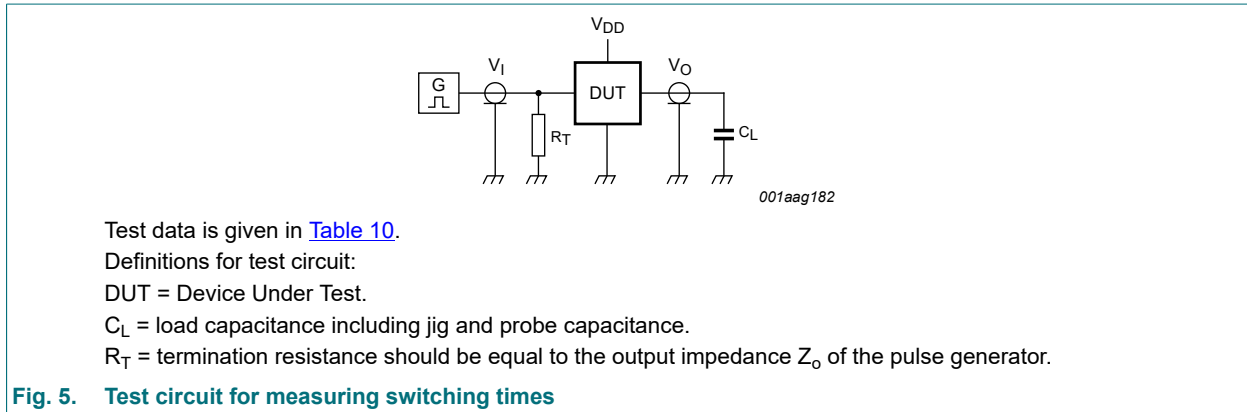 VDD
VI
VO
G
DUT
RT
CL
001aag182
Test data is given in Table 10.
Definitions for test circuit:
DUT = Device Under Test.
CL = load capacitance including jig and probe capacitance.
RT = termination resistance should be equal to the output impedance Zo of the pulse generator.
Fig. 5. Test circuit for measuring switching times